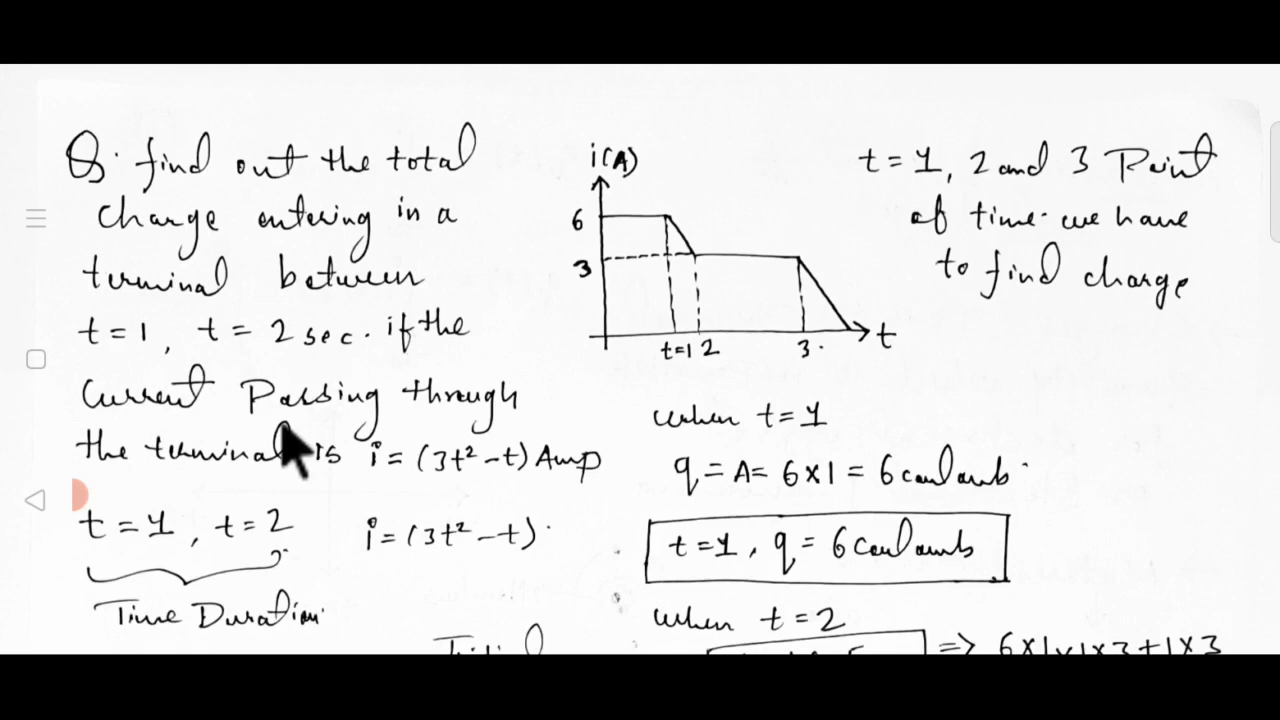 Q. find out the total
charge entering in a
terminal between
t = 1, t = 2 sec. if the
Current Passing through
the terminal is i = (3t² - t) Amp
t = 1, t = 2 i = (3t² - t).
Time Duration
i(A)
6
3
t=1 2 3. t
t = 1, 2 and 3 Point
of time. we have
to find charge
when t = 1
q = A = 6 × 1 = 6 coulomb.
t = 1, q = 6 coulombs
when t = 2